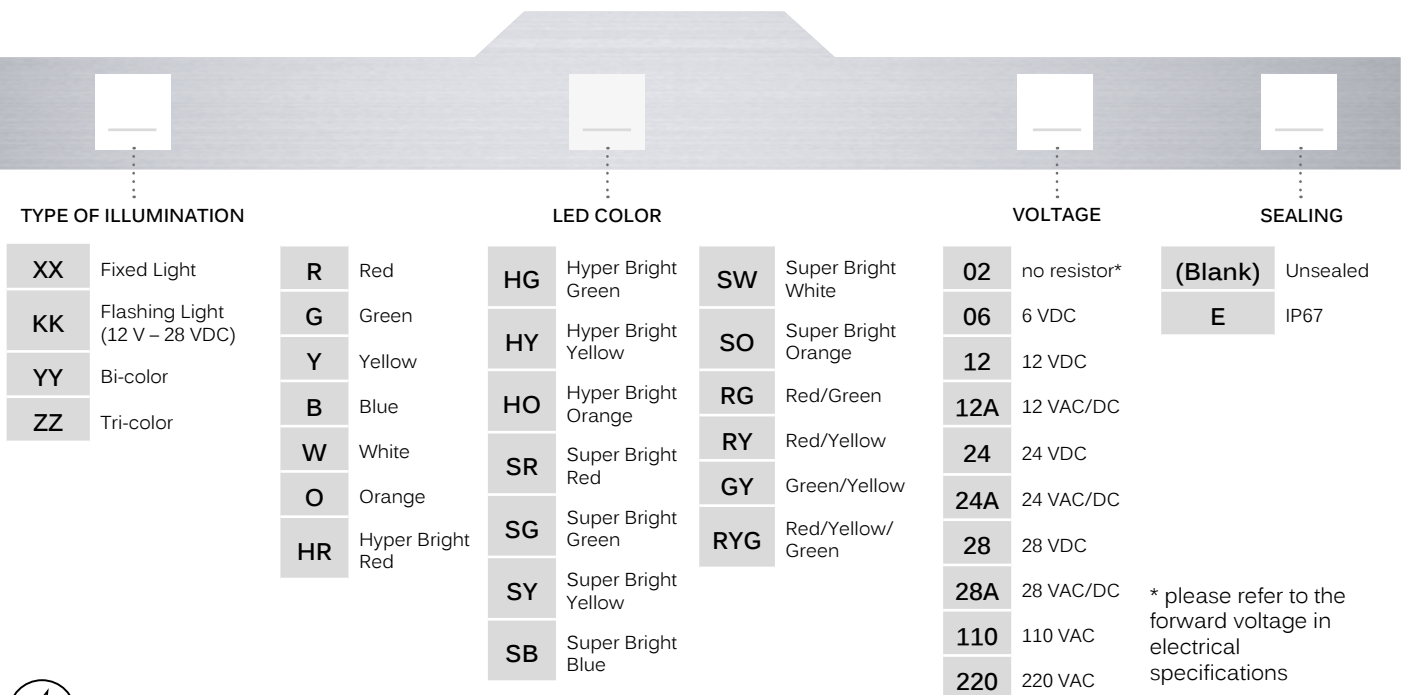 TYPE OF ILLUMINATION
XX Fixed Light
KK Flashing Light
(12 V – 28 VDC)
YY Bi-color
ZZ Tri-color
LED COLOR
R Red
G Green
Y Yellow
B Blue
W White
O Orange
HR Hyper Bright
Red
HG Hyper Bright
Green
HY Hyper Bright
Yellow
HO Hyper Bright
Orange
SR Super Bright
Red
SG Super Bright
Green
SY Super Bright
Yellow
SB Super Bright
Blue
SW Super Bright
White
SO Super Bright
Orange
RG Red/Green
RY Red/Yellow
GY Green/Yellow
RYG Red/Yellow/
Green
VOLTAGE
02 no resistor*
06 6 VDC
12 12 VDC
12A 12 VAC/DC
24 24 VDC
24A 24 VAC/DC
28 28 VDC
28A 28 VAC/DC
110 110 VAC
220 220 VAC
SEALING
(Blank) Unsealed
E IP67
* please refer to the
forward voltage in
electrical
specifications